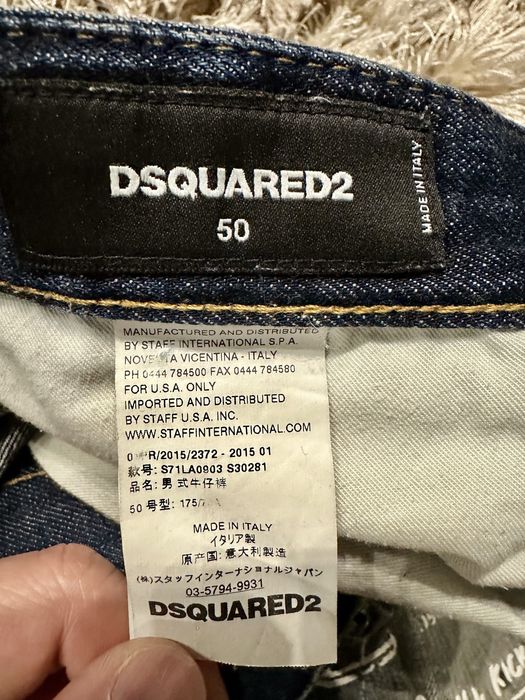 DSQUARED2
50
MADE IN ITALY
MANUFACTURED AND DISTRIBUTED
BY STAFF INTERNATIONAL S.P.A.
VICENTINA - ITALY
PH 0444 784500 FAX 0444 784580
FOR U.S.A. ONLY
IMPORTED AND DISTRIBUTED
BY STAFF U.S.A. INC.
WWW.STAFFINTERNATIONAL.COM
R/2015/2372 - 2015 01
款号: S71LA0903 S30281
品名: 男式牛仔裤
50 号型: 175/
MADE IN ITALY
イタリア製
原产国: 意大利製造
(株)スタッフインターナショナルジャパン
03-5794-9931
DSQUARED2
KICK